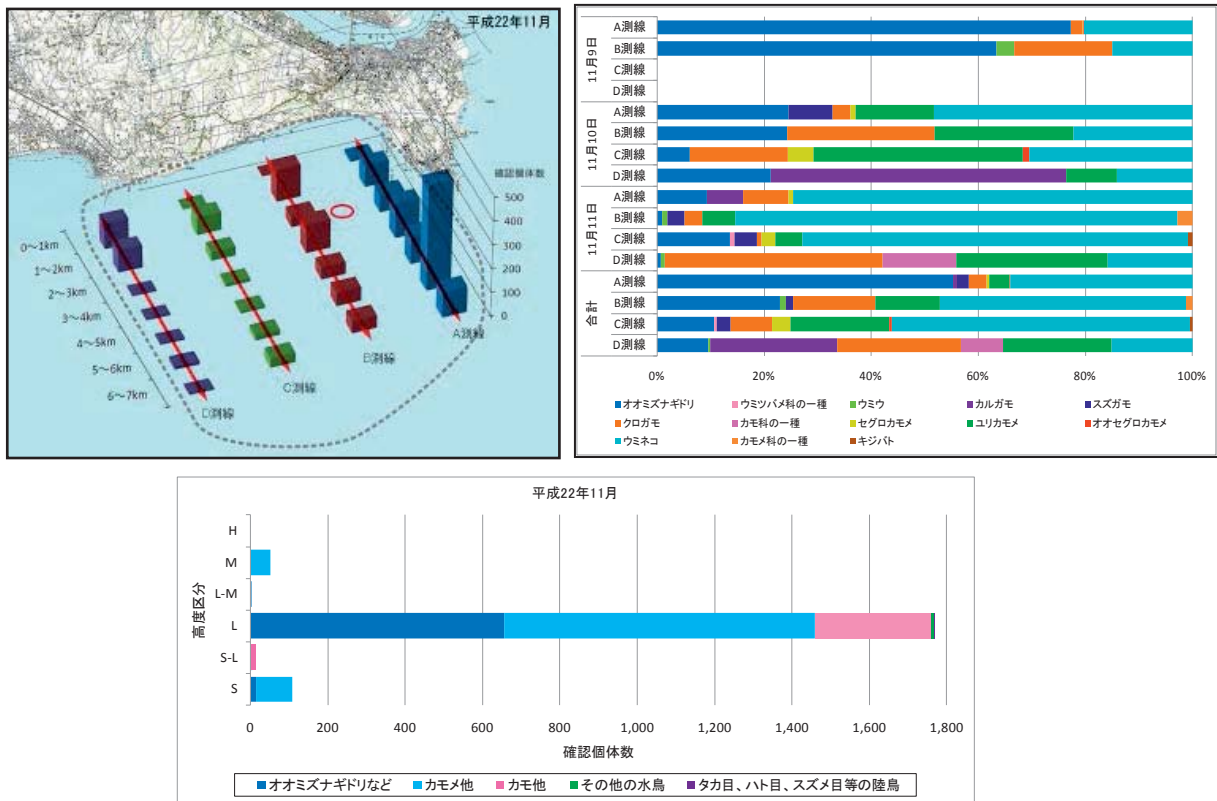 平成22年11月
確認個体数
500
400
300
200
100
0
0～1km
1～2km
2～3km
3～4km
4～5km
5～6km
6～7km
A測線
B測線
C測線
D測線
11月9日
A測線
B測線
C測線
D測線
11月10日
A測線
B測線
C測線
D測線
11月11日
A測線
B測線
C測線
D測線
合計
A測線
B測線
C測線
D測線
0% 20% 40% 60% 80% 100%
オオミズナギドリ ウミツバメ科の一種 ウミウ カルガモ スズガモ
クロガモ カモ科の一種 セグロカモメ ユリカモメ オオセグロカモメ
ウミネコ カモメ科の一種 キジバト
平成22年11月
高度区分
H
M
L-M
L
S-L
S
0 200 400 600 800 1,000 1,200 1,400 1,600 1,800
確認個体数
オオミズナギドリなど カモメ他 カモ他 その他の水鳥 タカ目、ハト目、スズメ目等の陸鳥